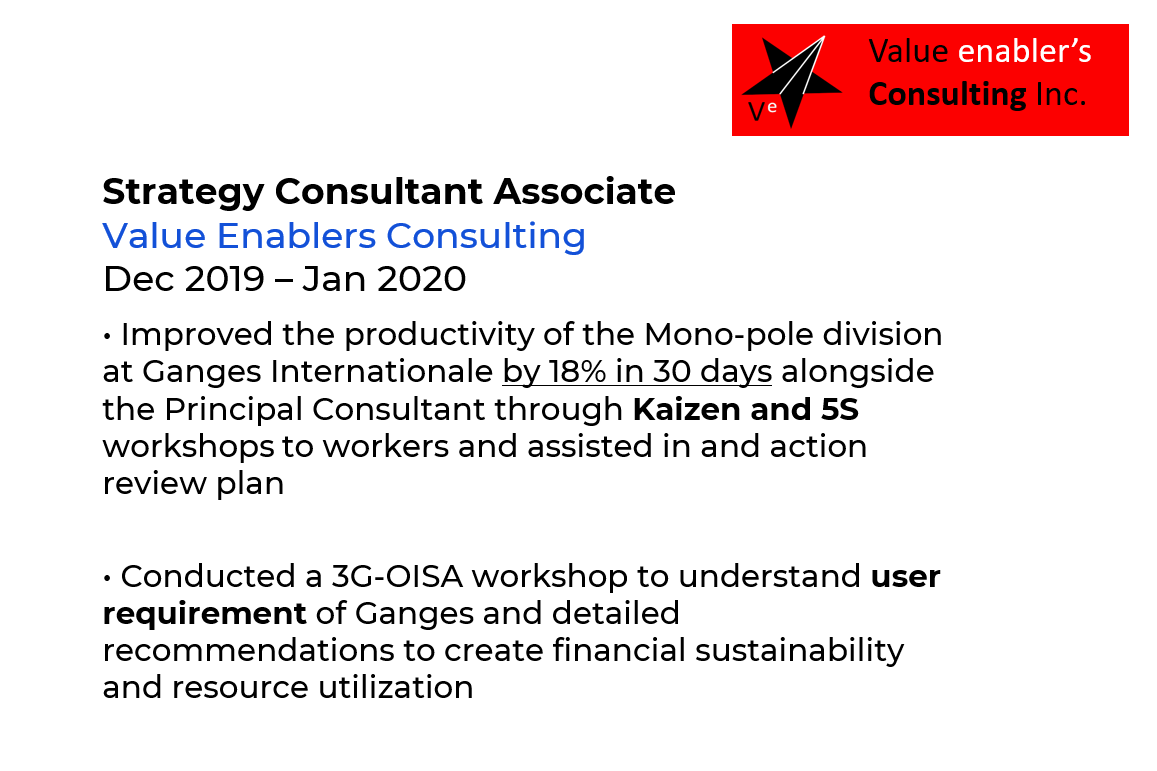 Value enabler’s
Consulting Inc.
Ve
Strategy Consultant Associate
Value Enablers Consulting
Dec 2019 – Jan 2020
• Improved the productivity of the Mono-pole division
at Ganges Internationale by 18% in 30 days alongside
the Principal Consultant through Kaizen and 5S
workshops to workers and assisted in and action
review plan
• Conducted a 3G-OISA workshop to understand user
requirement of Ganges and detailed
recommendations to create financial sustainability
and resource utilization